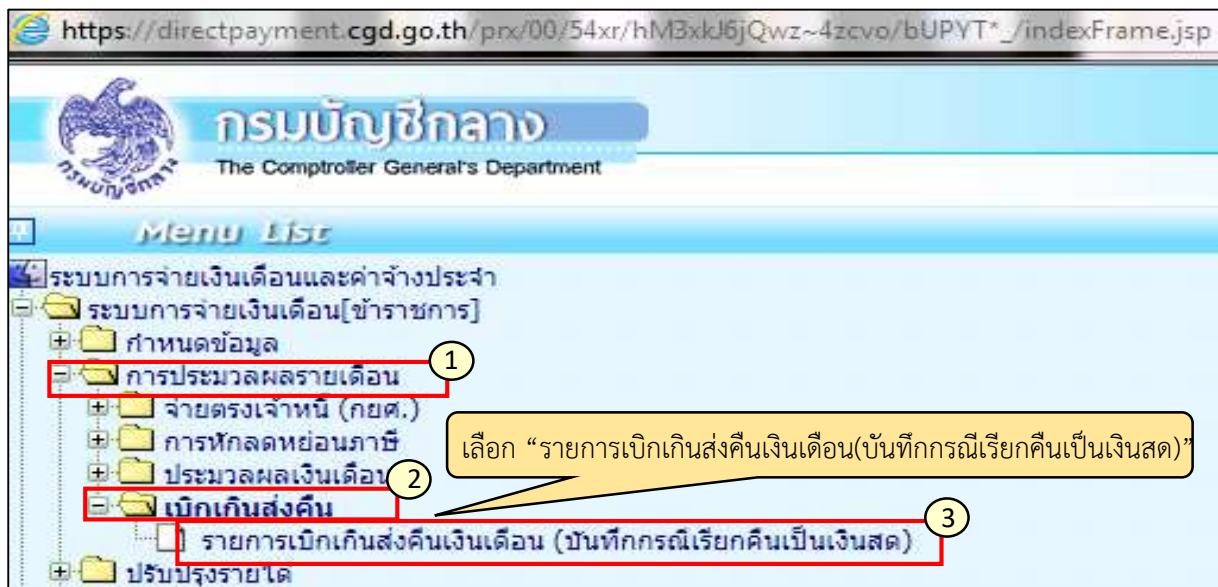 https://directpayment.cgd.go.th/prx/00/54xr/hM3xkJ6jQwz~4zcvo/bUPYT*_/indexFrame.jsp
กรมบัญชีกลาง
The Comptroller General's Department
กรมบัญชีกลาง
Menu List
ระบบการจ่ายเงินเดือนและค่าจ้างประจำ
ระบบการจ่ายเงินเดือน[ข้าราชการ]
กำหนดข้อมูล
1
การประมวลผลรายเดือน
จ่ายตรงเจ้าหนี้ (กยศ.)
การหักลดหย่อนภาษี
เลือก “รายการเบิกเกินส่งคืนเงินเดือน(บันทึกกรณีเรียกคืนเป็นเงินสด)”
ประมวลผลเงินเดือน
2
เบิกเกินส่งคืน
3
รายการเบิกเกินส่งคืนเงินเดือน (บันทึกกรณีเรียกคืนเป็นเงินสด)
ปรับปรุงรายได้